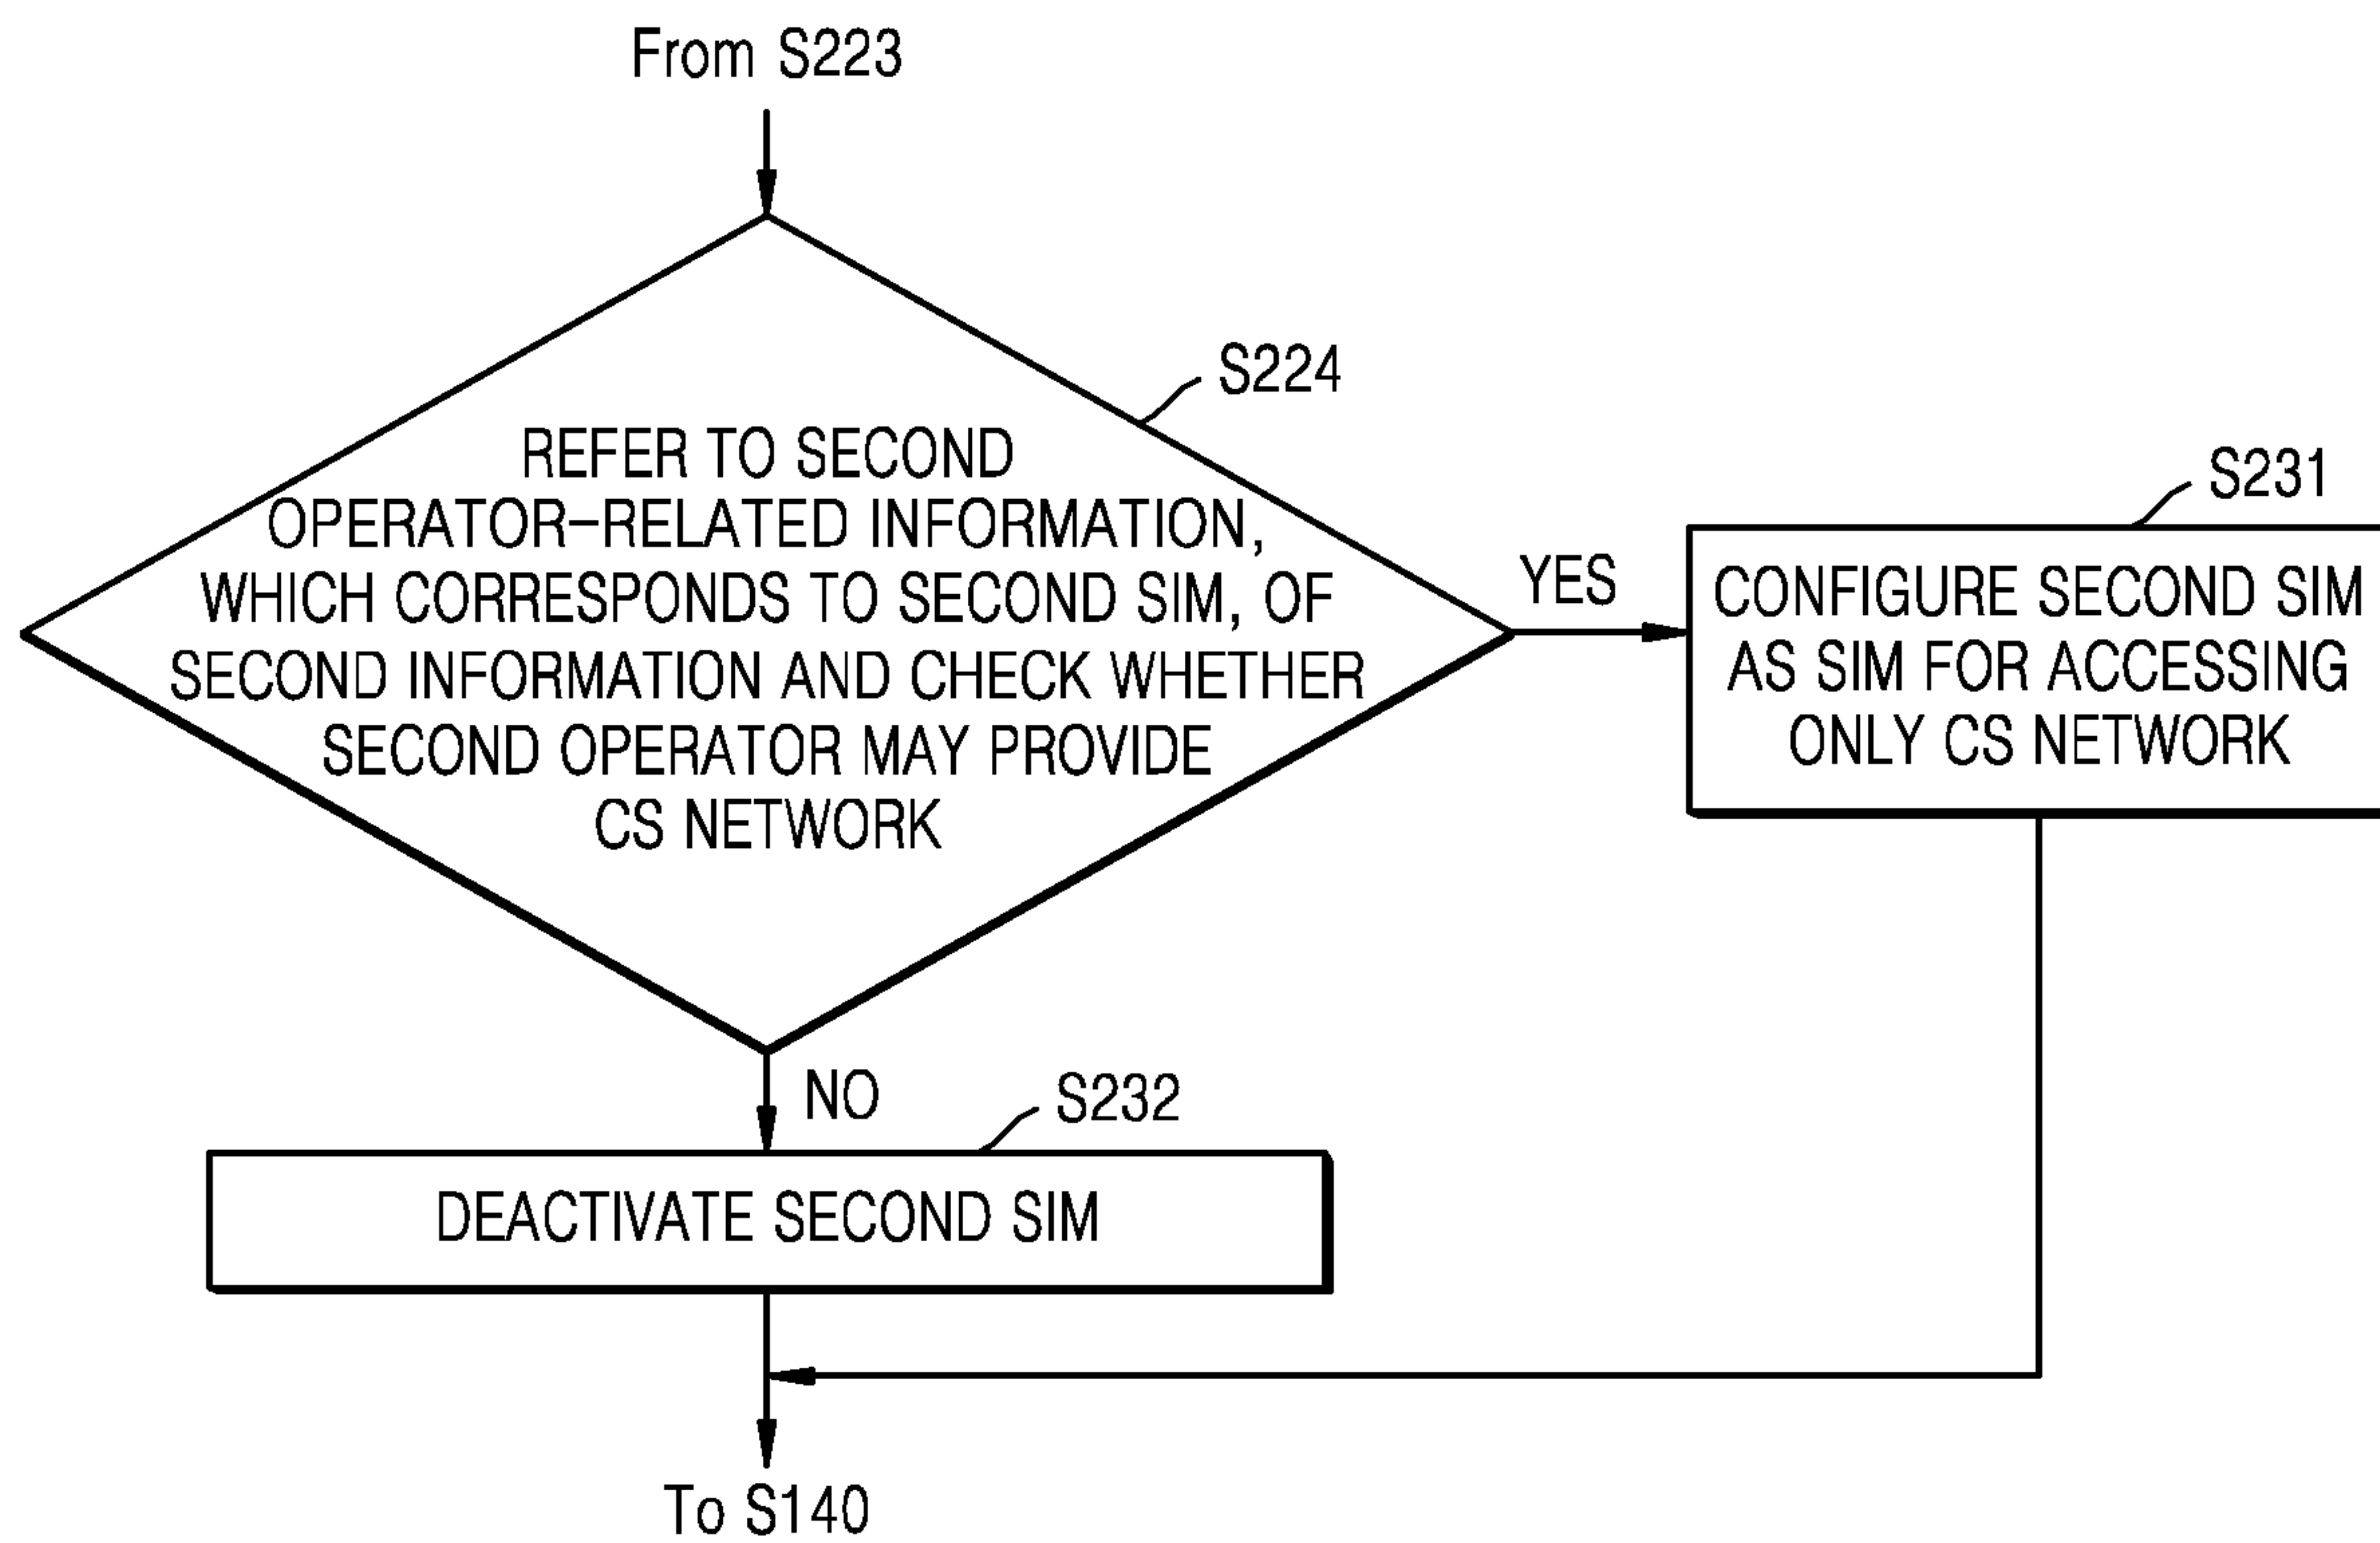 From S223
S224
REFER TO SECOND
OPERATOR-RELATED INFORMATION,
WHICH CORRESPONDS TO SECOND SIM, OF
SECOND INFORMATION AND CHECK WHETHER
SECOND OPERATOR MAY PROVIDE
CS NETWORK
YES
S231
CONFIGURE SECOND SIM
AS SIM FOR ACCESSING
ONLY CS NETWORK
NO
S232
DEACTIVATE SECOND SIM
To S140